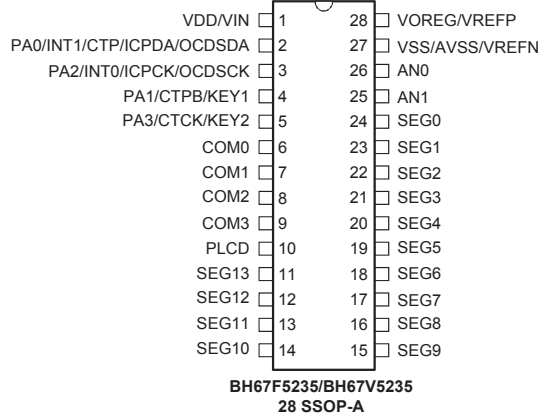 VDD/VIN 1 28 VOREG/VREFP
PA0/INT1/CTP/ICPDA/OCDSDA 2 27 VSS/AVSS/VREFN
PA2/INT0/ICPCK/OCDSCK 3 26 AN0
PA1/CTPB/KEY1 4 25 AN1
PA3/CTCK/KEY2 5 24 SEG0
COM0 6 23 SEG1
COM1 7 22 SEG2
COM2 8 21 SEG3
COM3 9 20 SEG4
PLCD 10 19 SEG5
SEG13 11 18 SEG6
SEG12 12 17 SEG7
SEG11 13 16 SEG8
SEG10 14 15 SEG9
BH67F5235/BH67V5235
28 SSOP-A